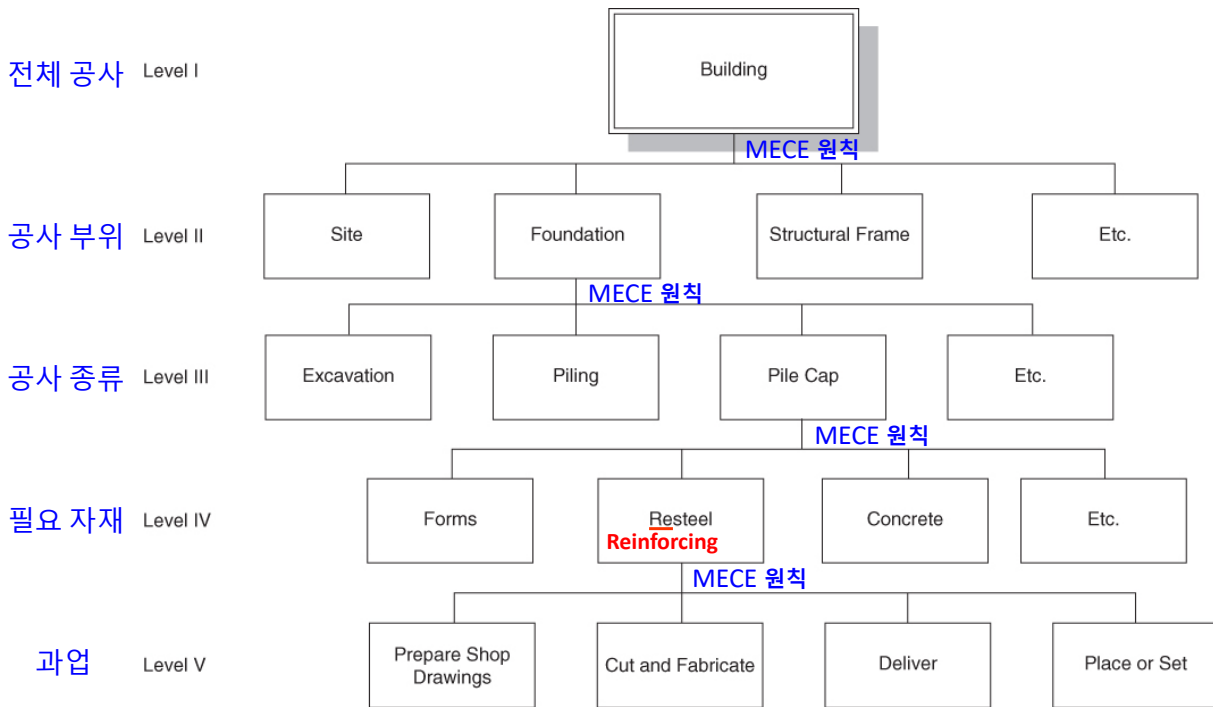 전체 공사 Level I
Building
MECE 원칙
공사 부위 Level II
Site
Foundation
Structural Frame
Etc.
MECE 원칙
공사 종류 Level III
Excavation
Piling
Pile Cap
Etc.
MECE 원칙
필요 자재 Level IV
Forms
Resteel
Reinforcing
Concrete
Etc.
MECE 원칙
과업 Level V
Prepare Shop
Drawings
Cut and Fabricate
Deliver
Place or Set